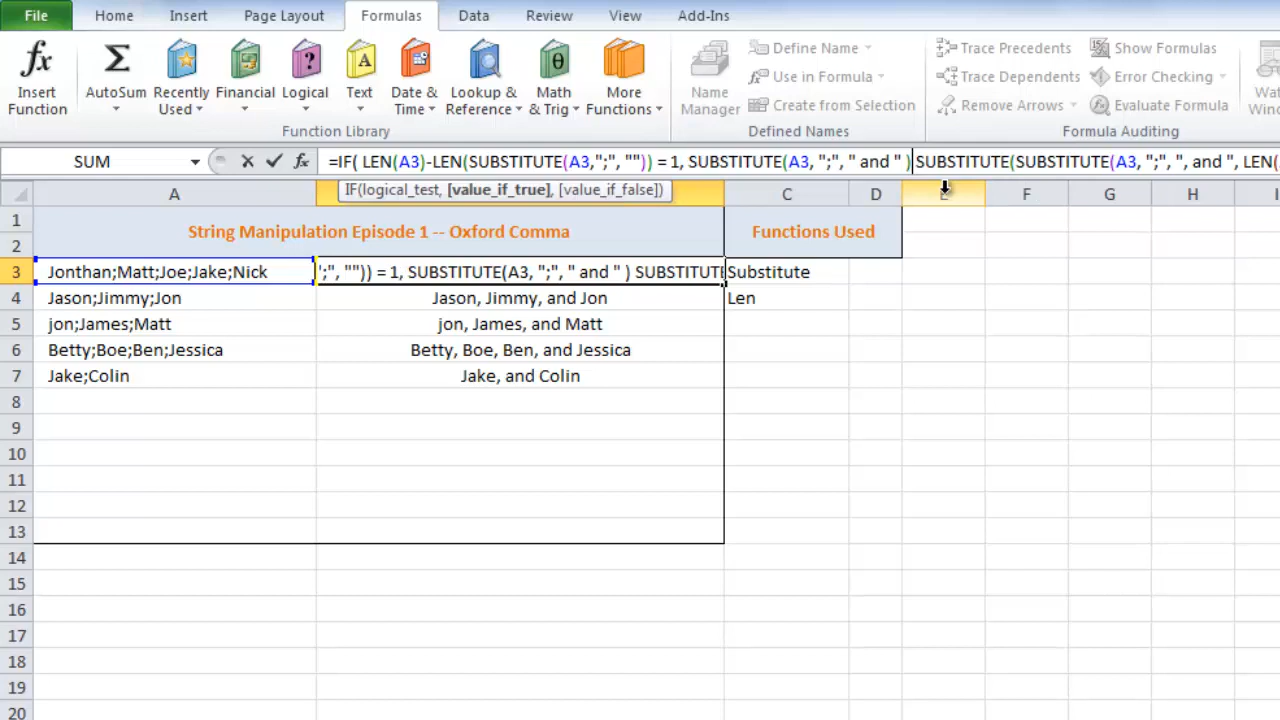 File Home Insert Page Layout Formulas Data Review View Add-Ins
fx Σ ? A θ Define Name Trace Precedents Show Formulas
Insert AutoSum Recently Financial Logical Text Date & Lookup & Math More Name Use in Formula Trace Dependents Error Checking
Function Used Time Reference & Trig Functions Manager Create from Selection Remove Arrows Evaluate Formula
Function Library Defined Names Formula Auditing
SUM fx =IF( LEN(A3)-LEN(SUBSTITUTE(A3,";", "")) = 1, SUBSTITUTE(A3, ";", " and " ) SUBSTITUTE(SUBSTITUTE(A3, ";", ", and ", LEN(
IF(logical_test, [value_if_true], [value_if_false])
A C D F G H I
1
String Manipulation Episode 1 -- Oxford Comma Functions Used
2
3 Jonthan;Matt;Joe;Jake;Nick ;", "")) = 1, SUBSTITUTE(A3, ";", " and " ) SUBSTITUTE Substitute
4 Jason;Jimmy;Jon Jason, Jimmy, and Jon Len
5 jon;James;Matt jon, James, and Matt
6 Betty;Boe;Ben;Jessica Betty, Boe, Ben, and Jessica
7 Jake;Colin Jake, and Colin
8
9
10
11
12
13
14
15
16
17
18
19
20